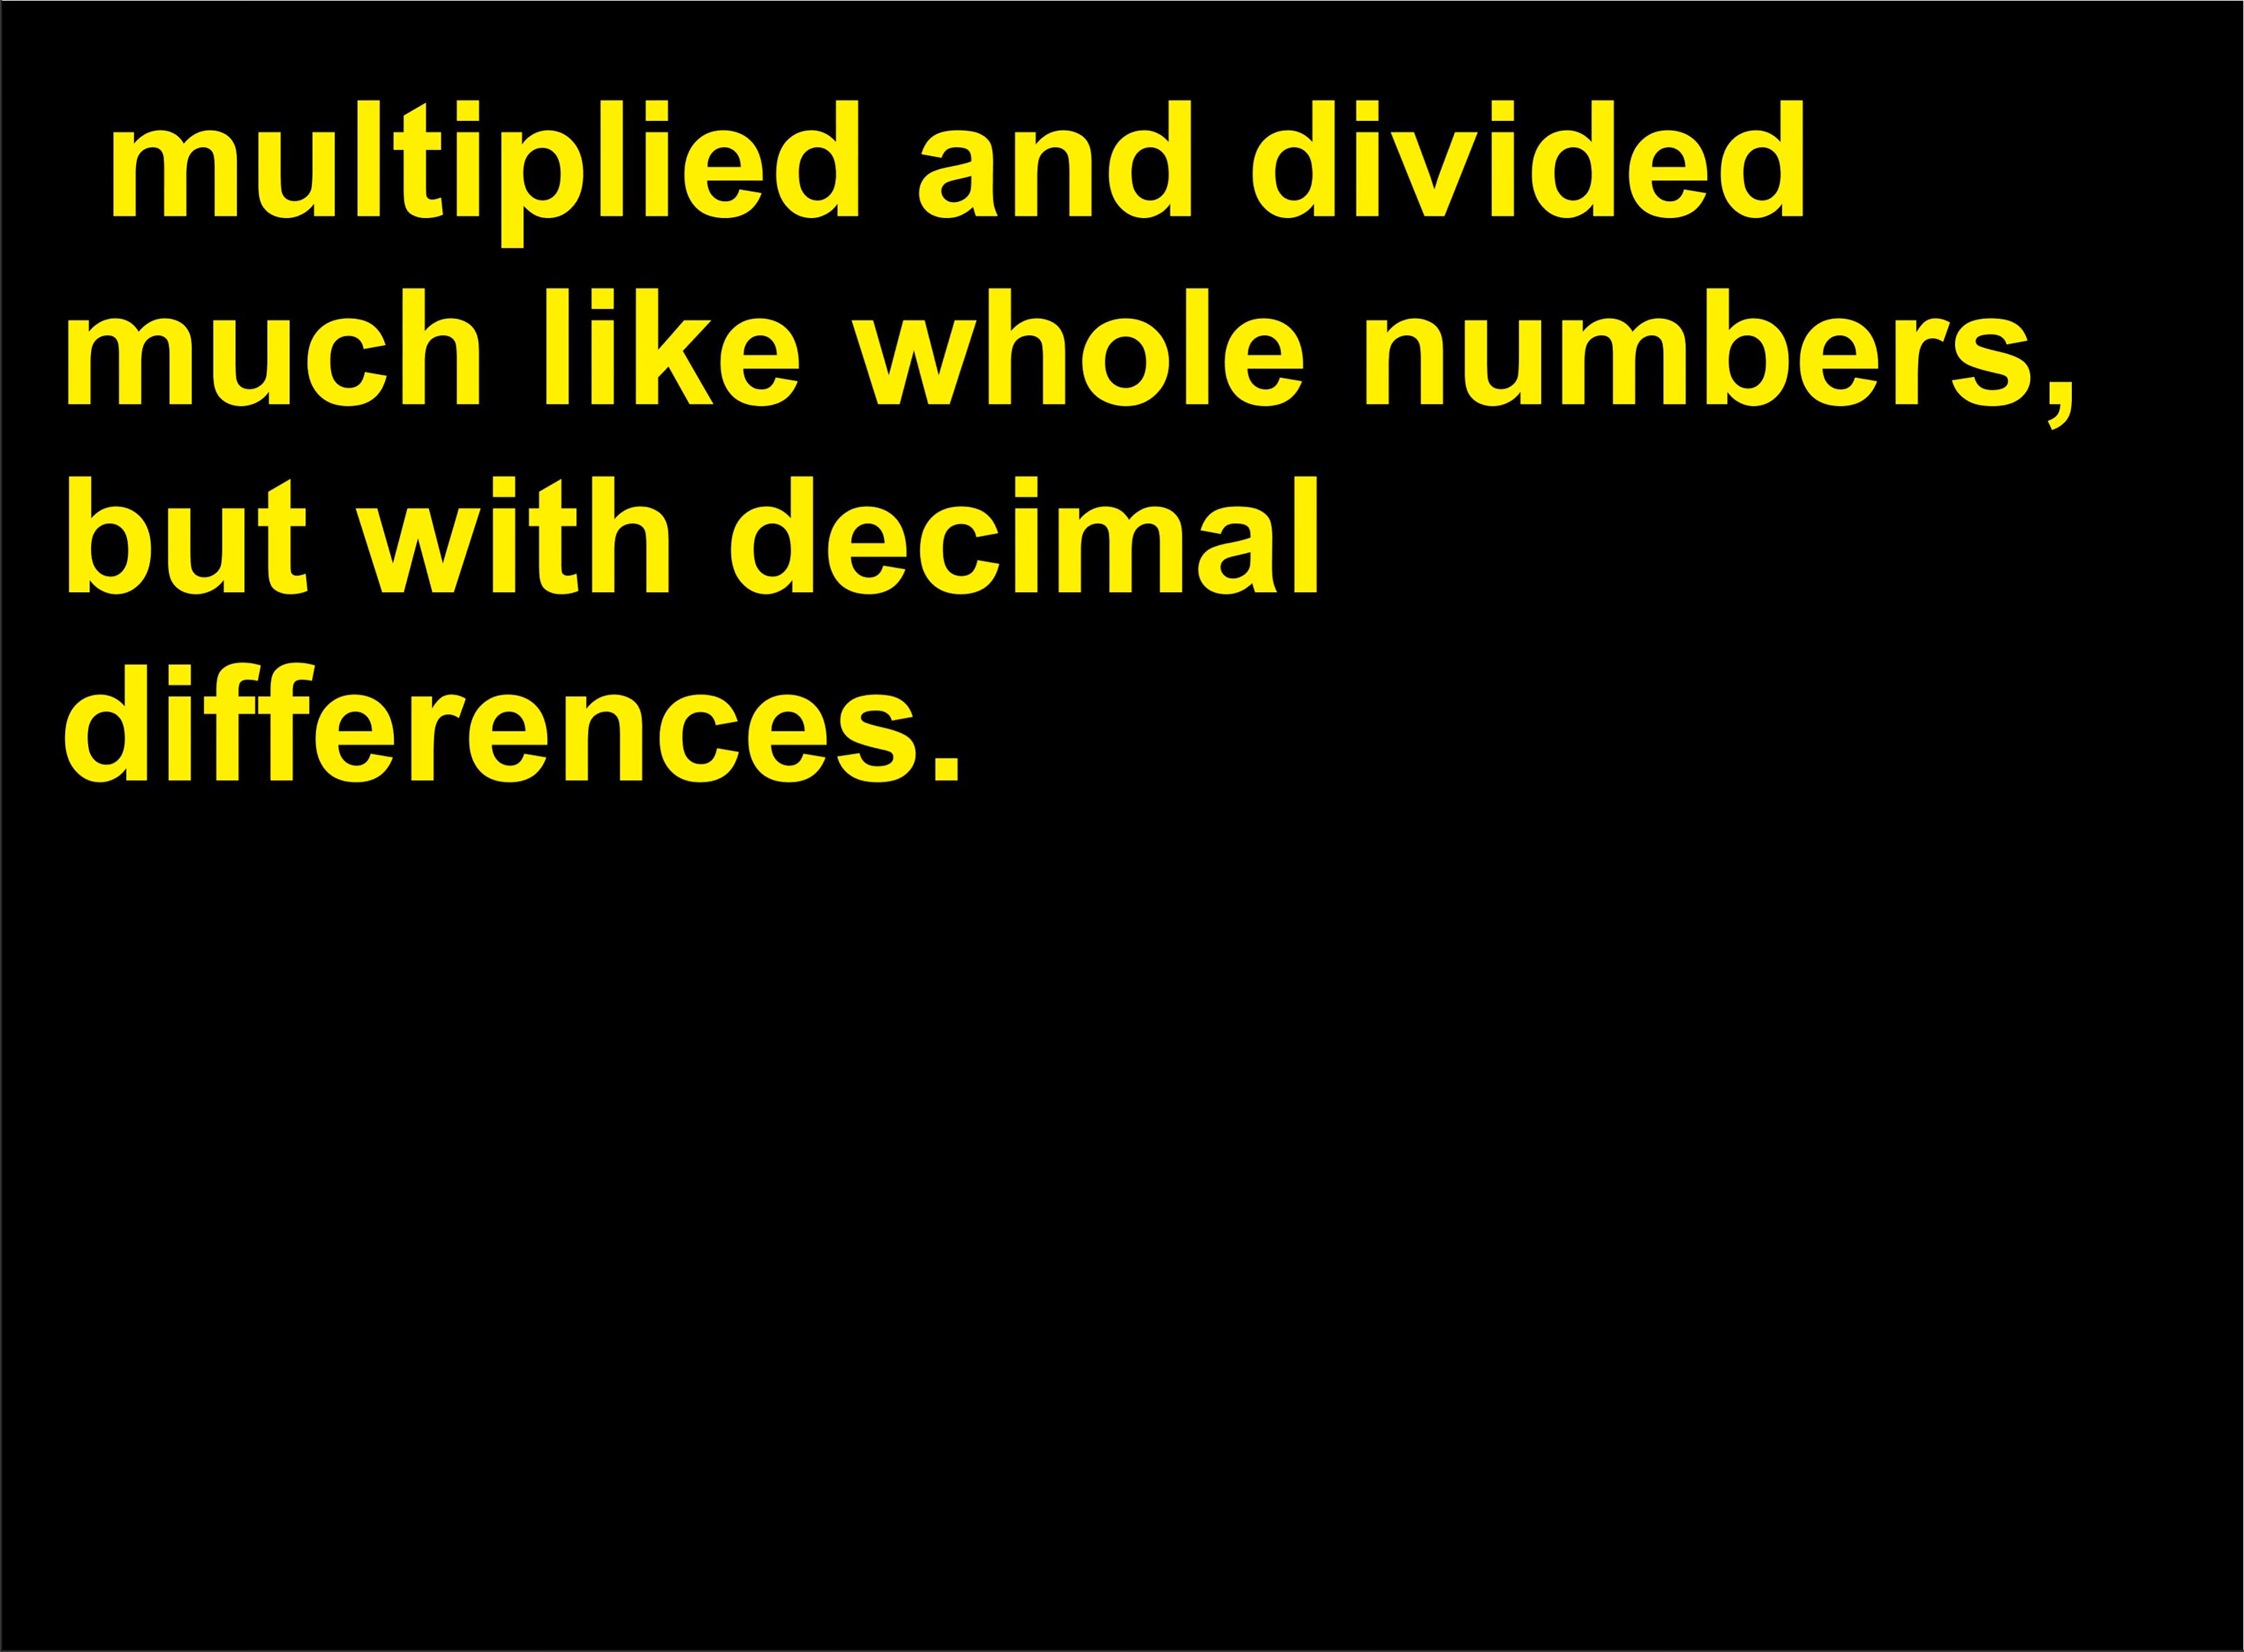 multiplied and divided
much like whole numbers,
but with decimal
differences.